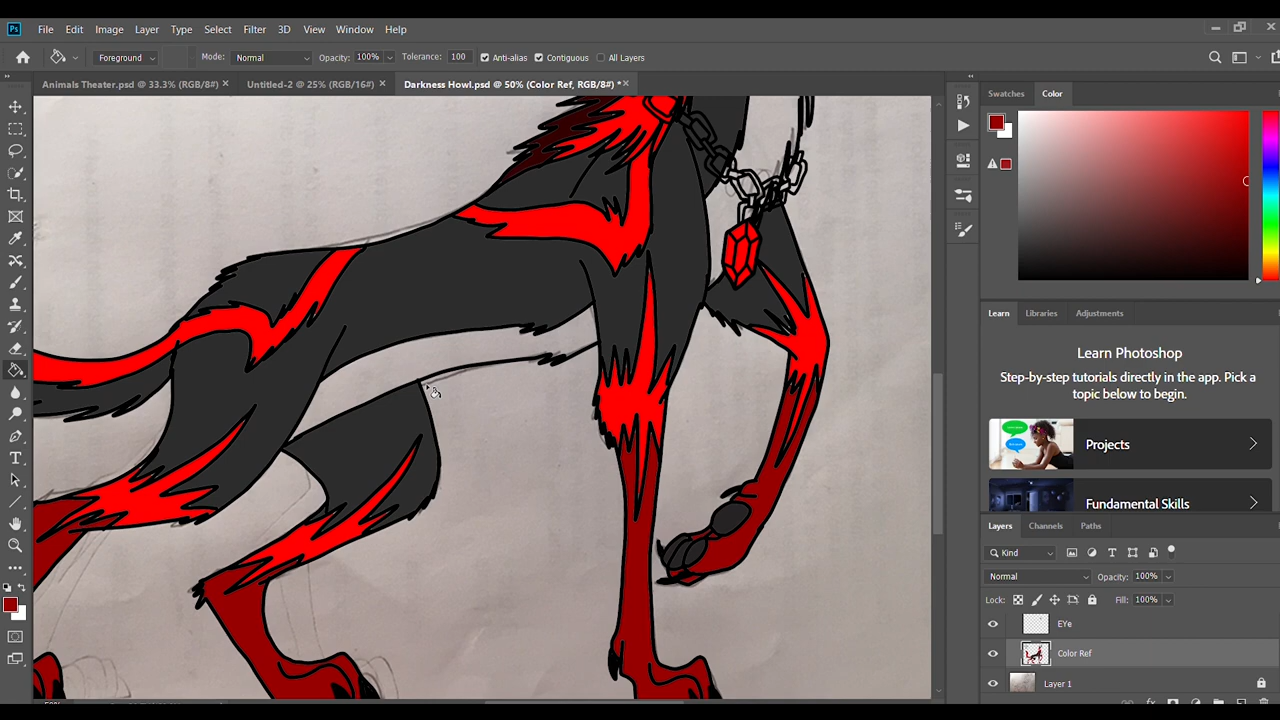 Ps File Edit Image Layer Type Select Filter 3D View Window Help
Foreground Mode: Normal Opacity: 100% Tolerance: 100 Anti-alias Contiguous All Layers
Animals Theater.psd @ 33.3% (RGB/8#) × Untitled-2 @ 25% (RGB/16#) × Darkness Howl.psd @ 50% (Color Ref, RGB/8#) * ×
Swatches Color
Learn Libraries Adjustments
Learn Photoshop
Step-by-step tutorials directly in the app. Pick a
topic below to begin.
Projects
Fundamental Skills
Layers Channels Paths
Kind
Normal Opacity: 100%
Lock: Fill: 100%
EYe
Color Ref
Layer 1